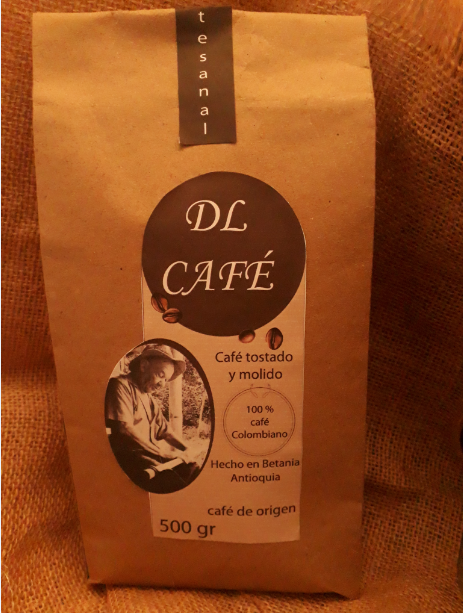 tesanal
DL
CAFÉ
Café tostado
y molido
100 %
café
Colombiano
Hecho en Betania
Antioquia
café de origen
500 gr